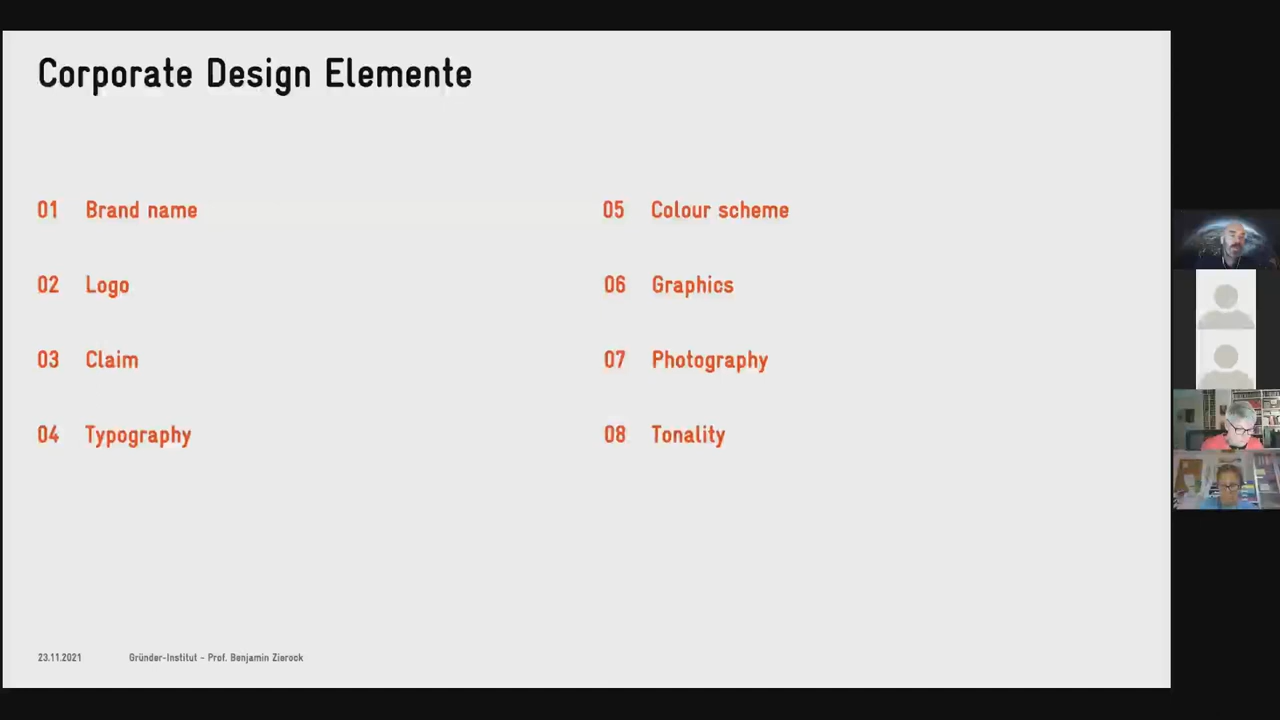 Corporate Design Elemente
01 Brand name
02 Logo
03 Claim
04 Typography
05 Colour scheme
06 Graphics
07 Photography
08 Tonality
23.11.2021 Gründer-Institut - Prof. Benjamin Zierock